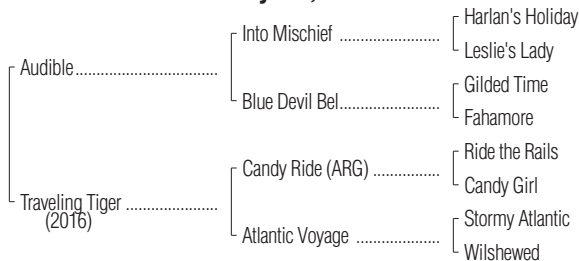 Harlan's Holiday
Into Mischief ..................
Leslie's Lady
Audible.................................
Gilded Time
Blue Devil Bel..................
Fahamore
Ride the Rails
Candy Ride (ARG) ................
Candy Girl
Traveling Tiger .....................
(2016)
Stormy Atlantic
Atlantic Voyage ...................
Wilshewed